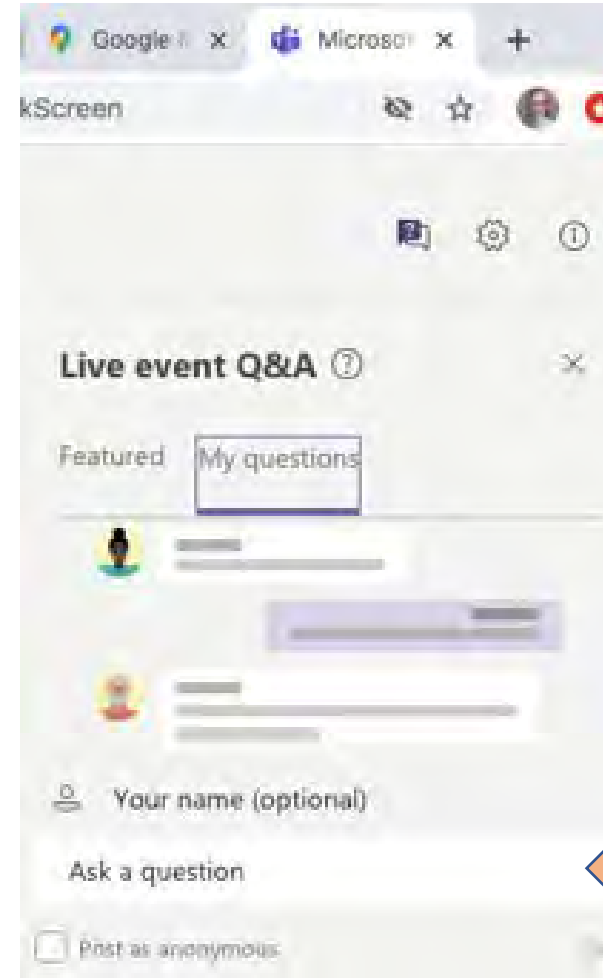 Google
Microso
kScreen
Live event Q&A
Featured
My questions
Your name (optional)
Ask a question
Post as anonymous